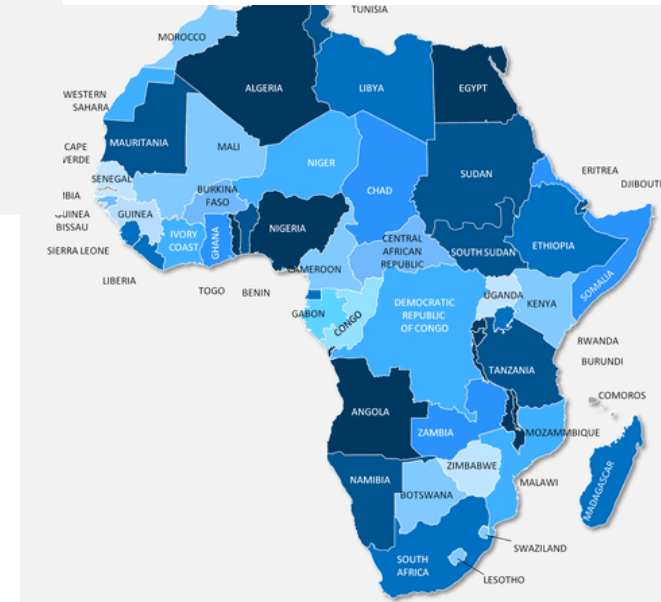 TUNISIA
MOROCCO
ALGERIA
LIBYA
EGYPT
WESTERN
SAHARA
MAURITANIA
MALI
NIGER
CHAD
SUDAN
ERITREA
DJIBOUTI
CAPE
VERDE
SENEGAL
MBIA
GUINEA
BISSAU
GUINEA
BURKINA
FASO
SIERRA LEONE
LIBERIA
IVORY
COAST
GHANA
TOGO
BENIN
NIGERIA
CAMEROON
CENTRAL
AFRICAN
REPUBLIC
SOUTH SUDAN
ETHIOPIA
SOMALIA
UGANDA
KENYA
GABON
CONGO
DEMOCRATIC
REPUBLIC
OF CONGO
RWANDA
BURUNDI
TANZANIA
COMOROS
ANGOLA
ZAMBIA
MOZAMMBIQUE
MALAWI
ZIMBABWE
NAMIBIA
BOTSWANA
MADAGASCAR
SWAZILAND
SOUTH
AFRICA
LESOTHO